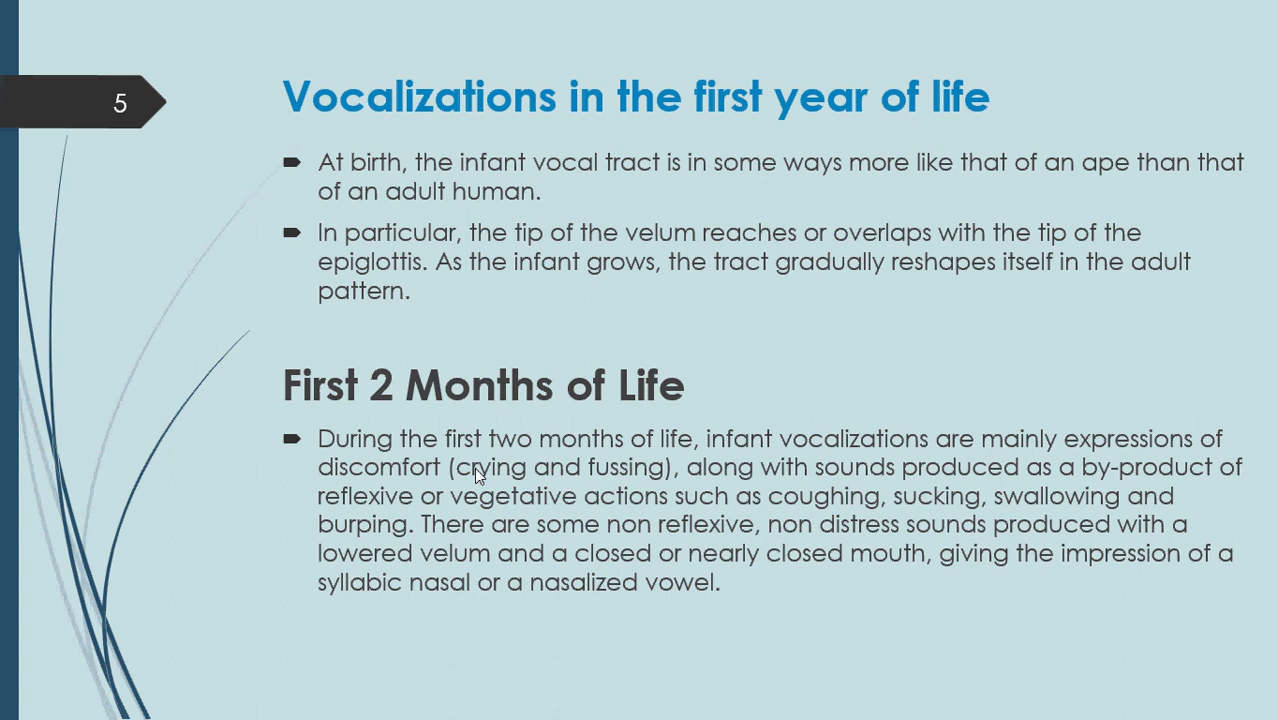 5
Vocalizations in the first year of life
At birth, the infant vocal tract is in some ways more like that of an ape than that
of an adult human.
In particular, the tip of the velum reaches or overlaps with the tip of the
epiglottis. As the infant grows, the tract gradually reshapes itself in the adult
pattern.
First 2 Months of Life
During the first two months of life, infant vocalizations are mainly expressions of
discomfort (crying and fussing), along with sounds produced as a by-product of
reflexive or vegetative actions such as coughing, sucking, swallowing and
burping. There are some non reflexive, non distress sounds produced with a
lowered velum and a closed or nearly closed mouth, giving the impression of a
syllabic nasal or a nasalized vowel.